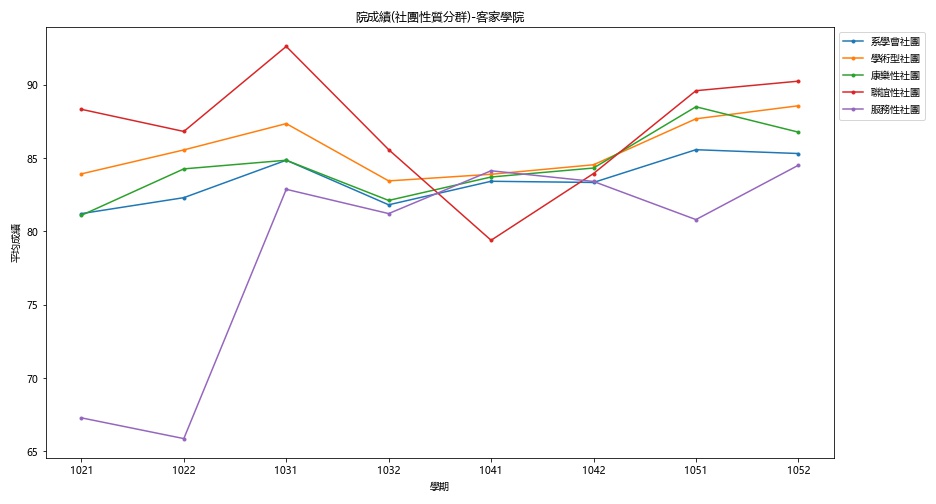 院成績(社團性質分群)-客家學院
系學會社團
學術型社團
康樂性社團
聯誼性社團
服務性社團
90
85
80
75
70
65
平均成績
1021 1022 1031 1032 1041 1042 1051 1052
學期